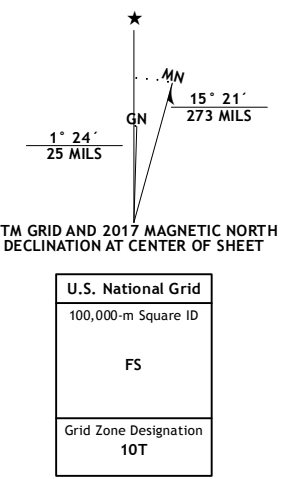 ★
MN
GN
15° 21´
273 MILS
1° 24´
25 MILS
TM GRID AND 2017 MAGNETIC NORTH
DECLINATION AT CENTER OF SHEET
U.S. National Grid
100,000-m Square ID
FS
Grid Zone Designation
10T